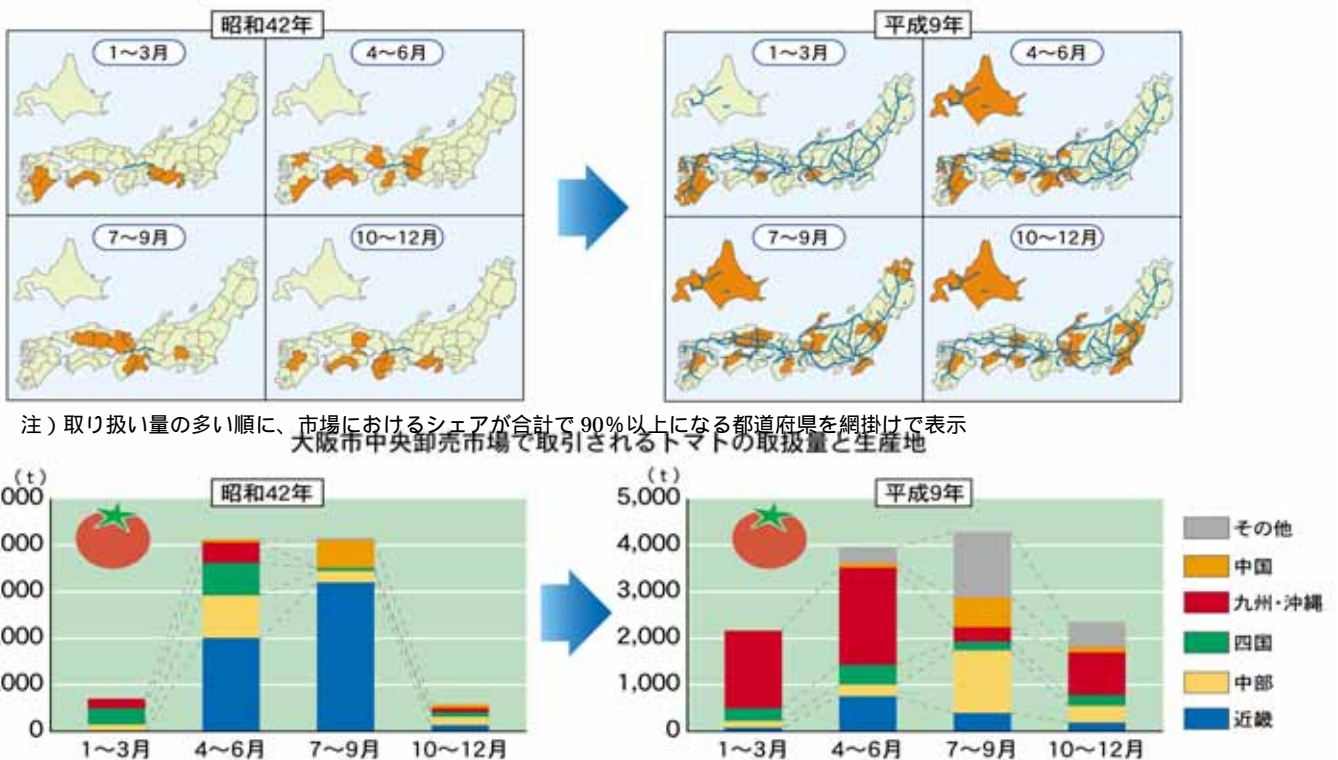 昭和42年
1～3月
4～6月
7～9月
10～12月
平成9年
1～3月
4～6月
7～9月
10～12月
注）取り扱い量の多い順に、市場におけるシェアが合計で90％以上になる都道府県を網掛けで表示
大阪市中央卸売市場で取引されるトマトの取扱量と生産地
（t）
昭和42年
000
000
000
000
000
0
1～3月 4～6月 7～9月 10～12月
（t）
平成9年
5,000
4,000
3,000
2,000
1,000
0
1～3月 4～6月 7～9月 10～12月
その他
中国
九州・沖縄
四国
中部
近畿